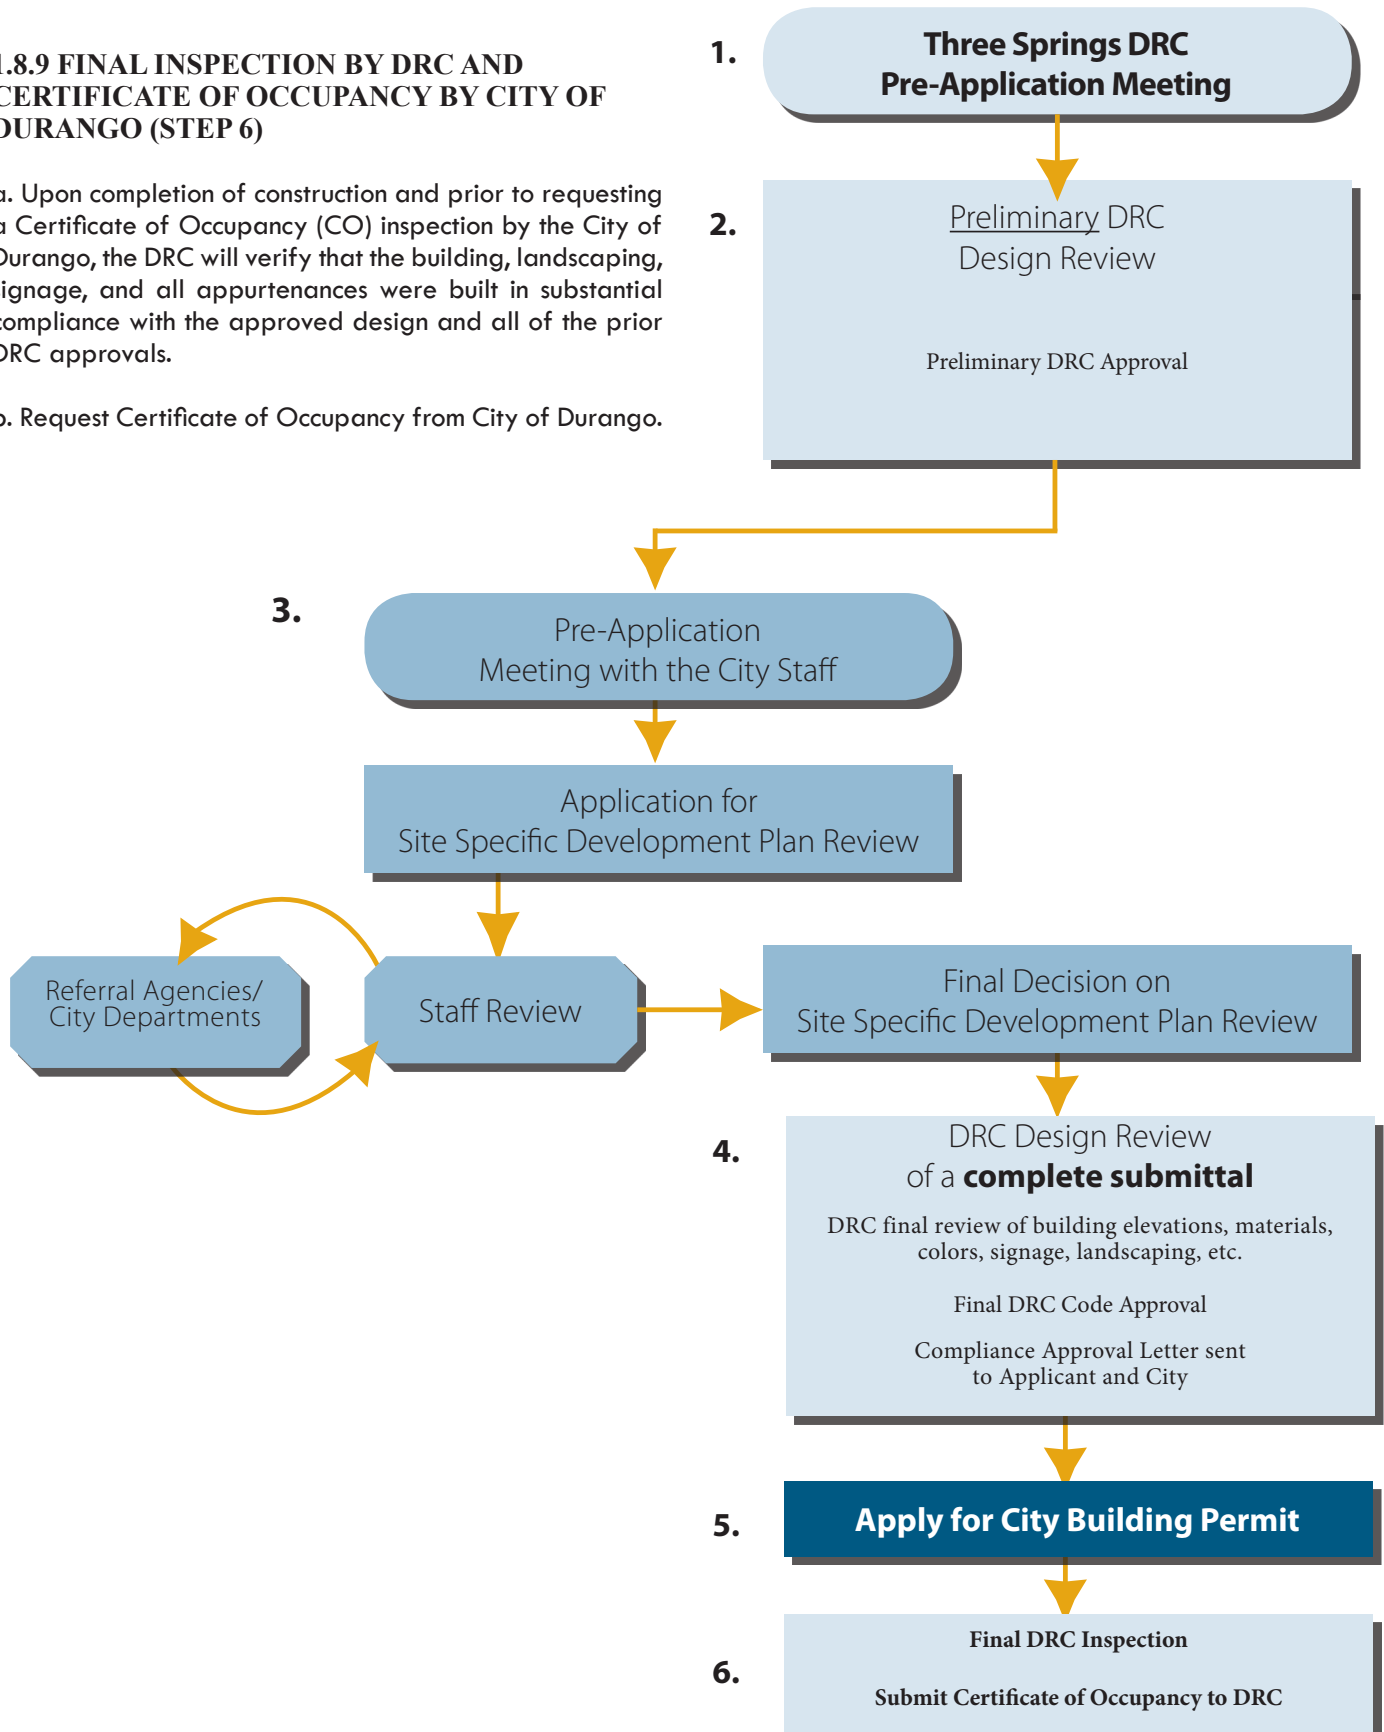 1.8.9 FINAL INSPECTION BY DRC AND
CERTIFICATE OF OCCUPANCY BY CITY OF
DURANGO (STEP 6)
a. Upon completion of construction and prior to requesting
a Certificate of Occupancy (CO) inspection by the City of
Durango, the DRC will verify that the building, landscaping,
signage, and all appurtenances were built in substantial
compliance with the approved design and all of the prior
DRC approvals.
b. Request Certificate of Occupancy from City of Durango.
1.
Three Springs DRC
Pre-Application Meeting
2.
Preliminary DRC
Design Review
Preliminary DRC Approval
3.
Pre-Application
Meeting with the City Staff
Application for
Site Specific Development Plan Review
Referral Agencies/
City Departments
Staff Review
Final Decision on
Site Specific Development Plan Review
4.
DRC Design Review
of a complete submittal
DRC final review of building elevations, materials,
colors, signage, landscaping, etc.
Final DRC Code Approval
Compliance Approval Letter sent
to Applicant and City
5.
Apply for City Building Permit
6.
Final DRC Inspection
Submit Certificate of Occupancy to DRC